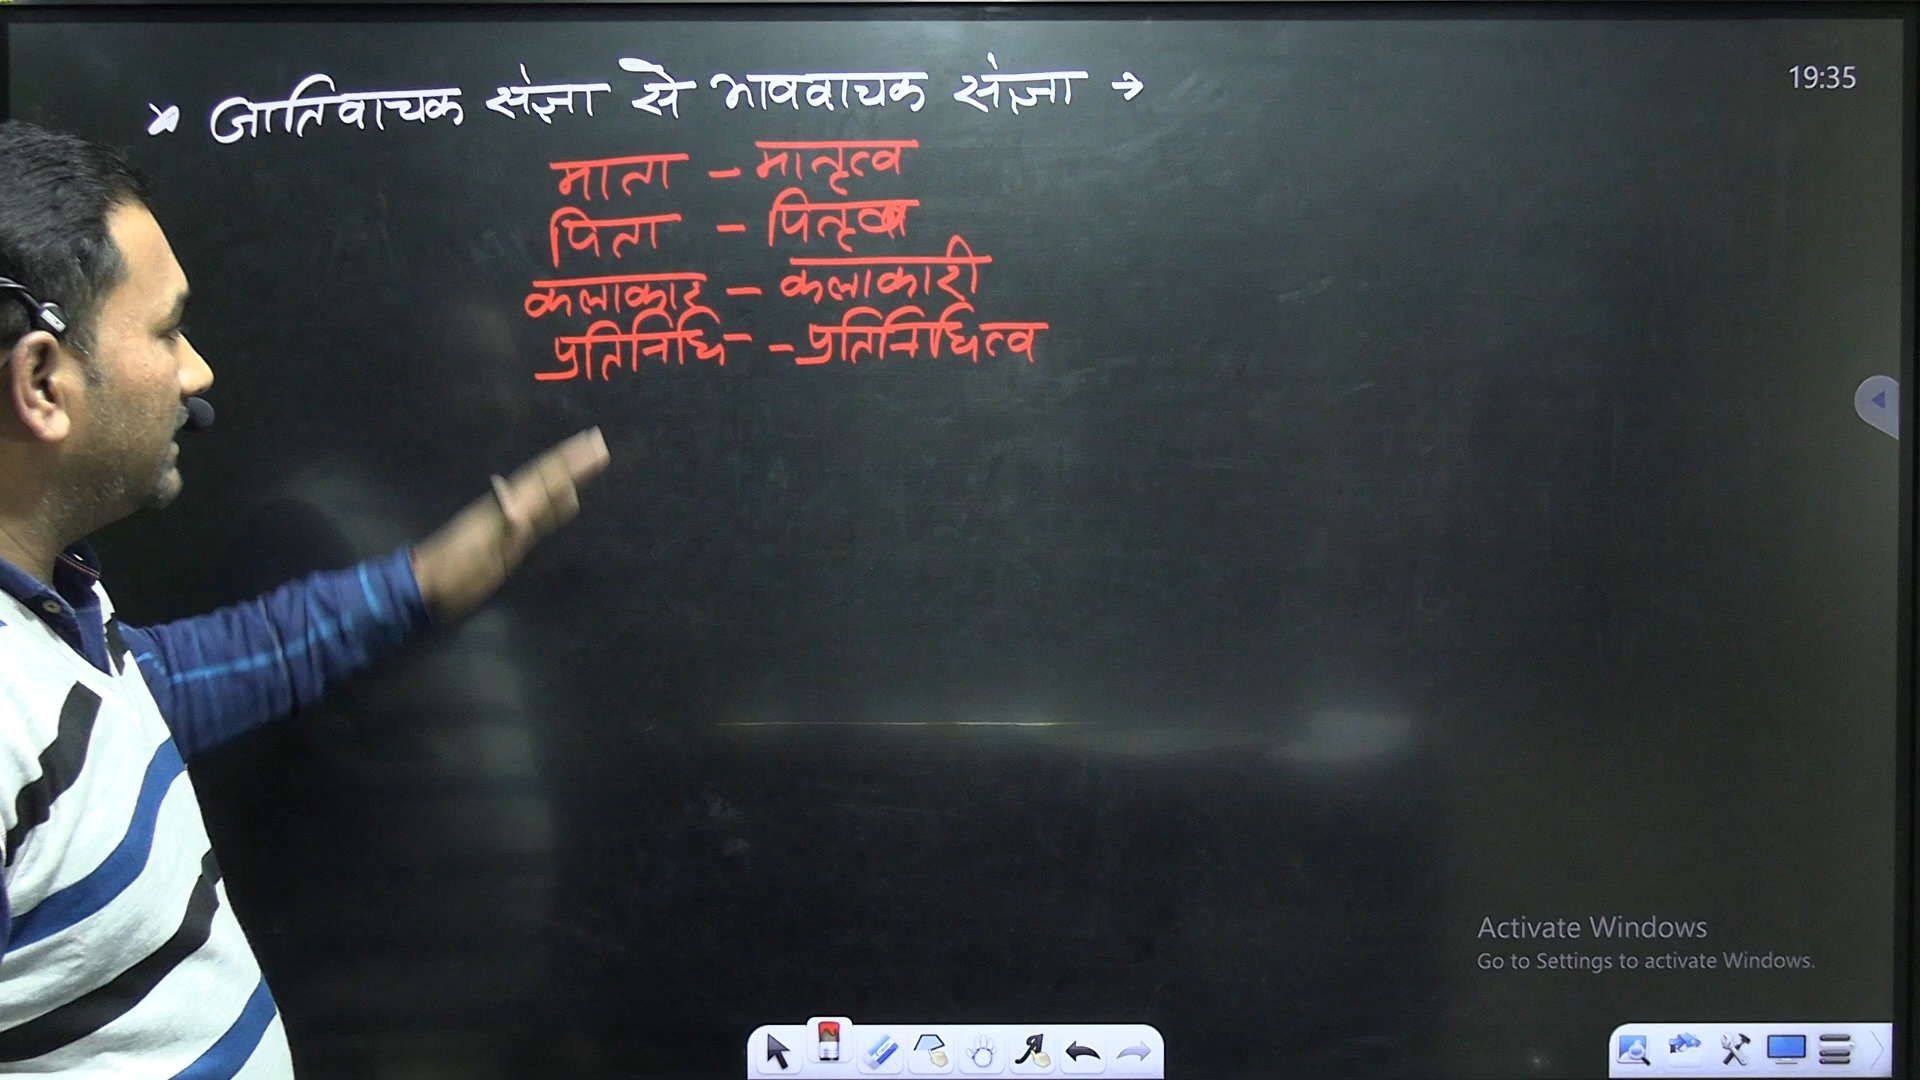 19:35
× जातिवाचक संज्ञा से भाववाचक संज्ञा →
माता – मातृत्व
पिता – पितृत्व
कलाकार – कलाकारी
प्रतिनिधि – प्रतिनिधित्व
Activate Windows
Go to Settings to activate Windows.